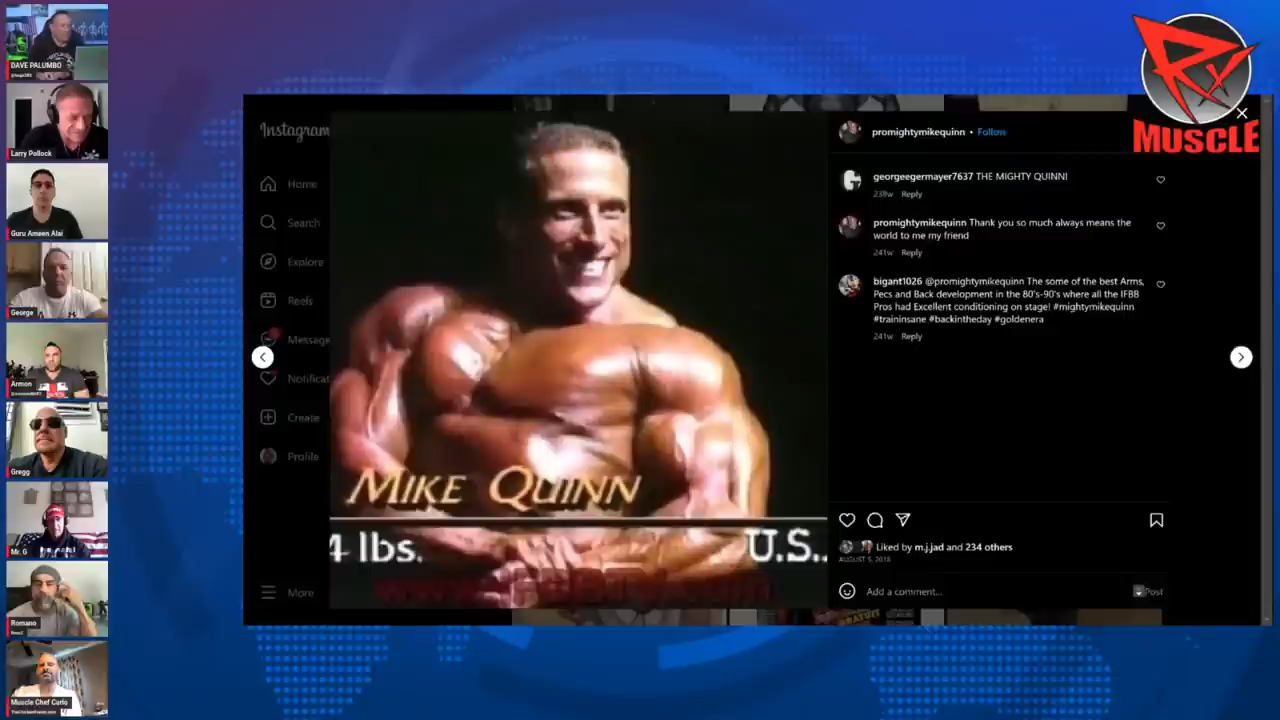 DAVE PALUMBO
Larry Pollock
Guru Ameen Alai
George
Armon
Gregg
Mr. G
Romano
Muscle Chef Curlo
Instagram
Home
Search
Explore
Reels
Message
Notificat
Create
Profile
More
MIKE QUINN
4 lbs.
U.S..
promightymikequinn • Follow
georgeegermayer7637 THE MIGHTY QUINN!
238w Reply
promightymikequinn Thank you so much always means the
world to me my friend
241w Reply
bigant1026 @promightymikequinn The some of the best Arms,
Pecs and Back development in the 80's-90's where all the IFBB
Pros had Excellent conditioning on stage! #mightymikequinn
#traininsane #backintheday #goldenera
241w Reply
Liked by m.j.jad and 234 others
AUGUST 5, 2018
Add a comment...
Post
RX
MUSCLE